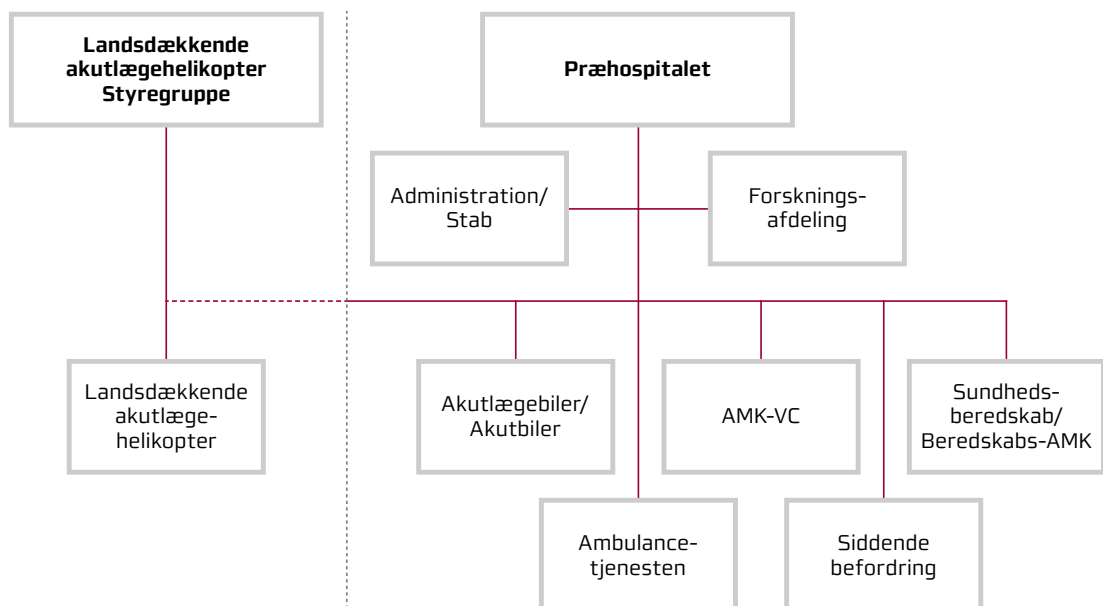 Landsdækkende
akutlægehelikopter
Styregruppe
Præhospitalet
Administration/
Stab
Forsknings-
afdeling
Landsdækkende
akutlæge-
helikopter
Akutlægebiler/
Akutbiler
AMK-VC
Sundheds-
beredskab/
Beredskabs-AMK
Ambulance-
tjenesten
Siddende
befordring